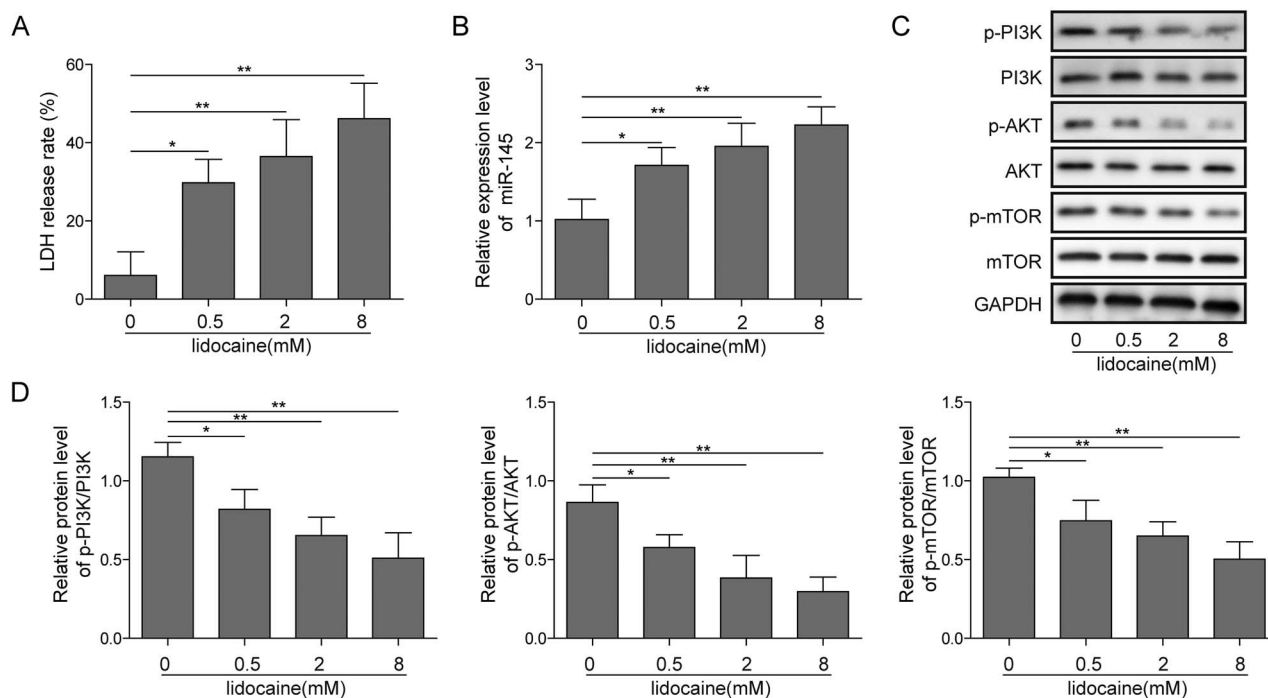 A
LDH release rate (%)
60
40
20
0
**
**
*
0 0.5 2 8
lidocaine(mM)
B
Relative expression level
of miR-145
3
2
1
0
**
**
*
0 0.5 2 8
lidocaine(mM)
C
p-PI3K
PI3K
p-AKT
AKT
p-mTOR
mTOR
GAPDH
0 0.5 2 8
lidocaine(mM)
D
Relative protein level
of p-PI3K/PI3K
1.5
1.0
0.5
0.0
**
**
*
0 0.5 2 8
lidocaine(mM)
Relative protein level
of p-AKT/AKT
1.5
1.0
0.5
0.0
**
**
*
0 0.5 2 8
lidocaine(mM)
Relative protein level
of p-mTOR/mTOR
1.5
1.0
0.5
0.0
**
**
*
0 0.5 2 8
lidocaine(mM)